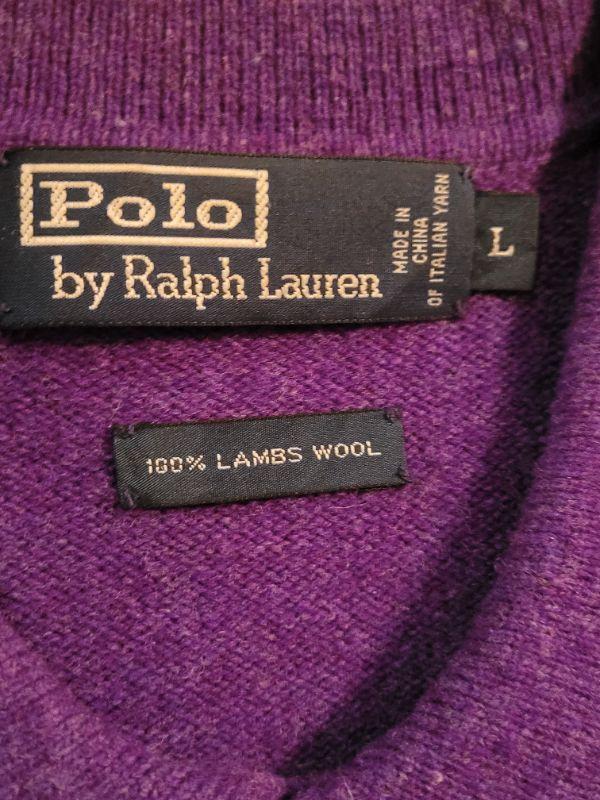 Polo
by Ralph Lauren
MADE IN
CHINA
OF ITALIAN YARN
L
100% LAMBS WOOL